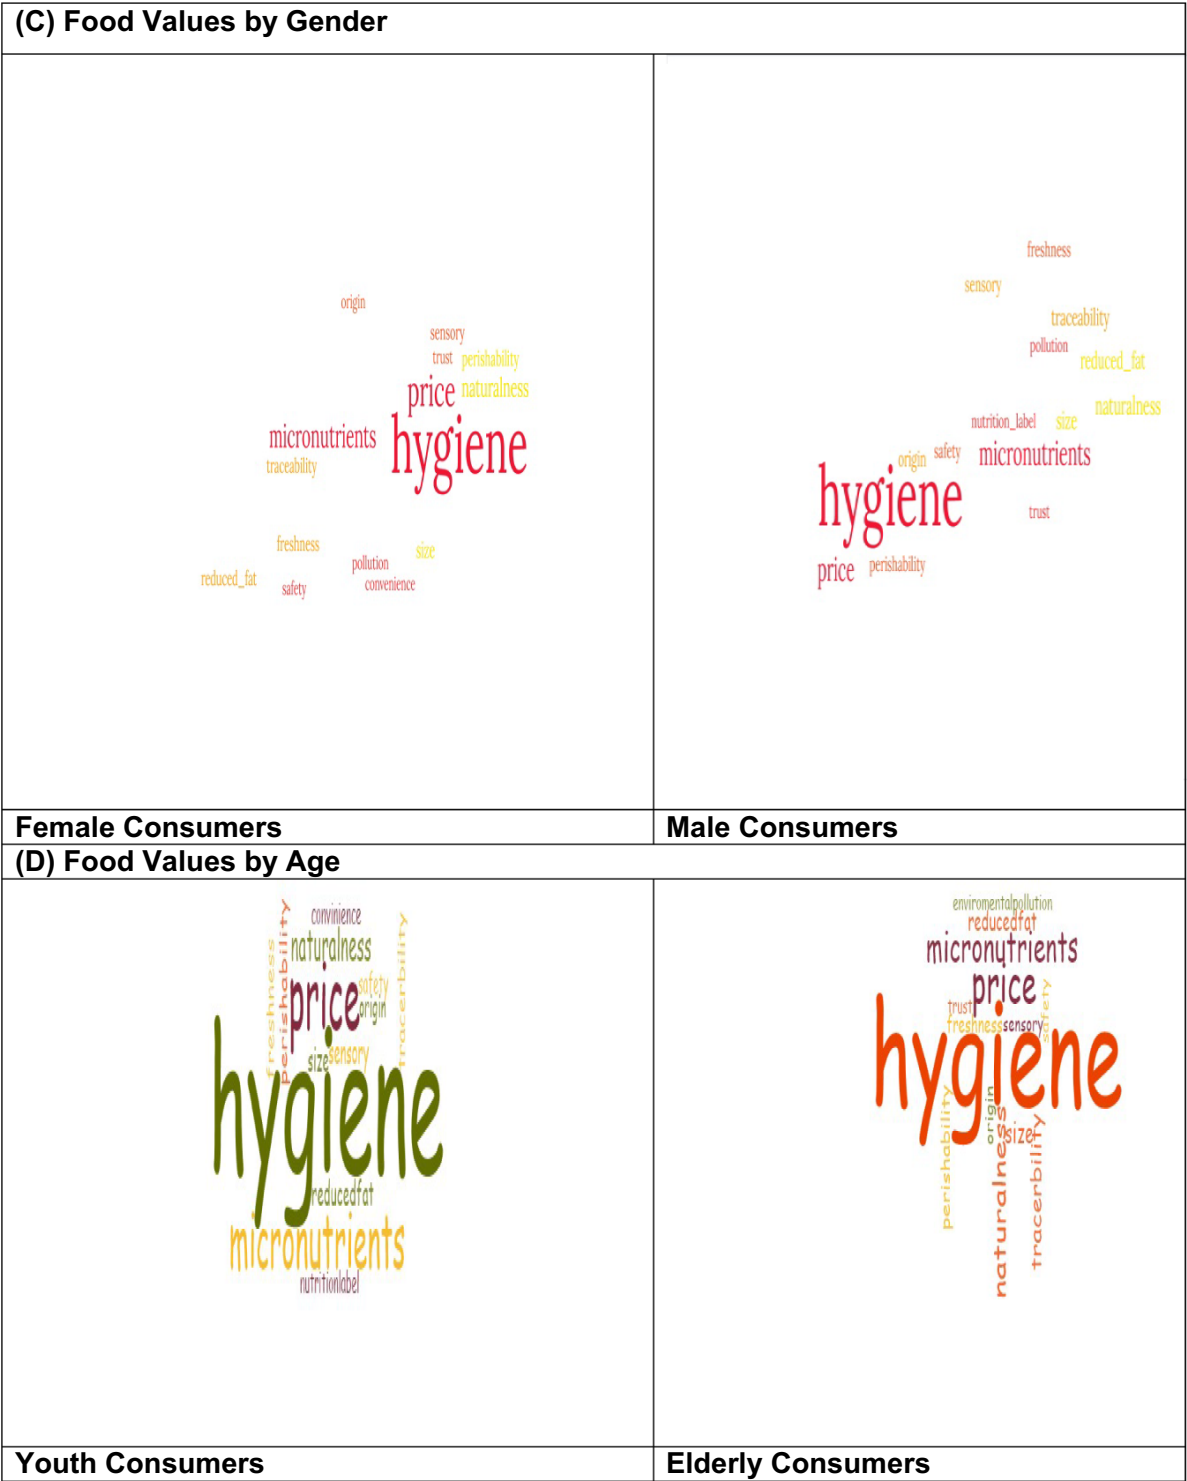 (C) Food Values by Gender
origin
sensory
trust perishability
price naturalness
micronutrients hygiene
traceability
freshness
pollution size
reduced_fat safety convenience
freshness
sensory
traceability
pollution
reduced_fat
naturalness
nutrition_label size
origin safety micronutrients
hygiene
trust
price perishability
Female Consumers
Male Consumers
(D) Food Values by Age
convinience
naturalness
freshness
perishability
price
safety
origin
tracerbility
size
sensory
hygiene
reducedfat
micronutrients
nutritionlabel
enviromentalpollution
reducedfat
micronutrients
price
trust
freshness
sensory
safety
hygiene
perishability
origin
naturalness
size
tracerbility
Youth Consumers
Elderly Consumers